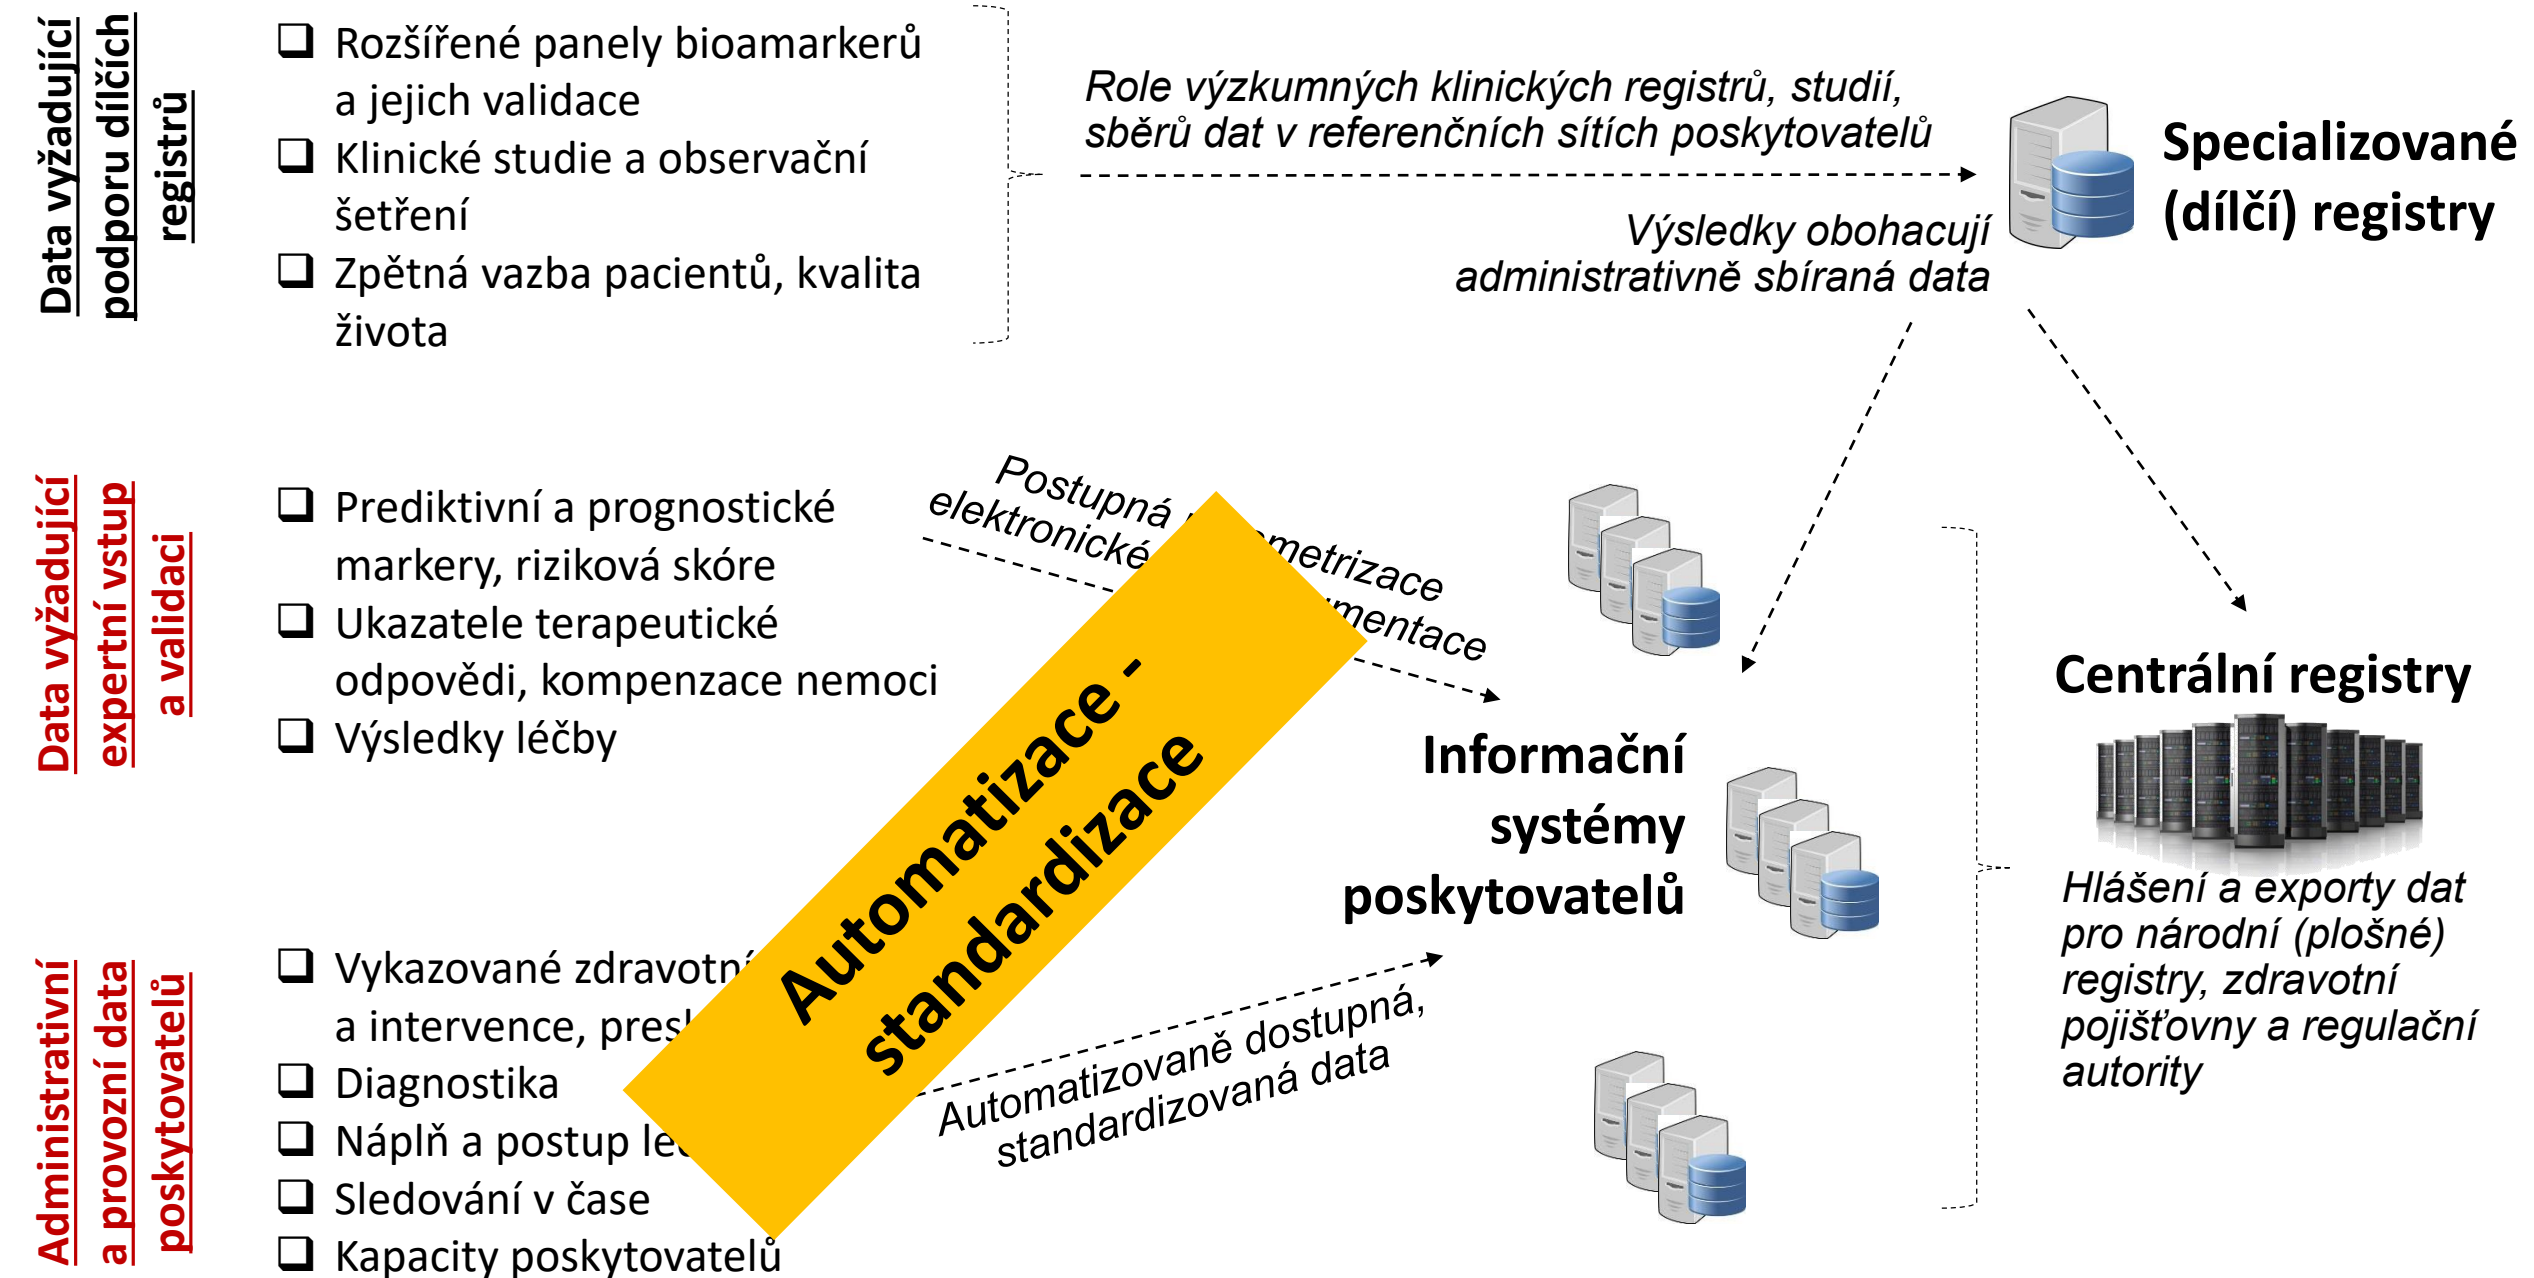 Data vyžadující
podporu dílčích
registrů
❑ Rozšířené panely bioamarkerů
a jejich validace
❑ Klinické studie a observační
šetření
❑ Zpětná vazba pacientů, kvalita
života
Role výzkumných klinických registrů, studií,
sběrů dat v referenčních sítích poskytovatelů
Specializované
(dílčí) registry
Výsledky obohacují
administrativně sbíraná data
Data vyžadující
expertní vstup
a validaci
❑ Prediktivní a prognostické
markery, riziková skóre
❑ Ukazatele terapeutické
odpovědi, kompenzace nemoci
❑ Výsledky léčby
Postupná
elektronické
Automatizace -
standardizace
Informační
systémy
poskytovatelů
Centrální registry
Hlášení a exporty dat
pro národní (plošné)
registry, zdravotní
pojišťovny a regulační
autority
Administrativní
a provozní data
poskytovatelů
❑ Vykazované zdravotní
a intervence,
❑ Diagnostika
❑ Náplň a postup
❑ Sledování v čase
❑ Kapacity poskytovatelů
Automatizovaně dostupná,
standardizovaná data